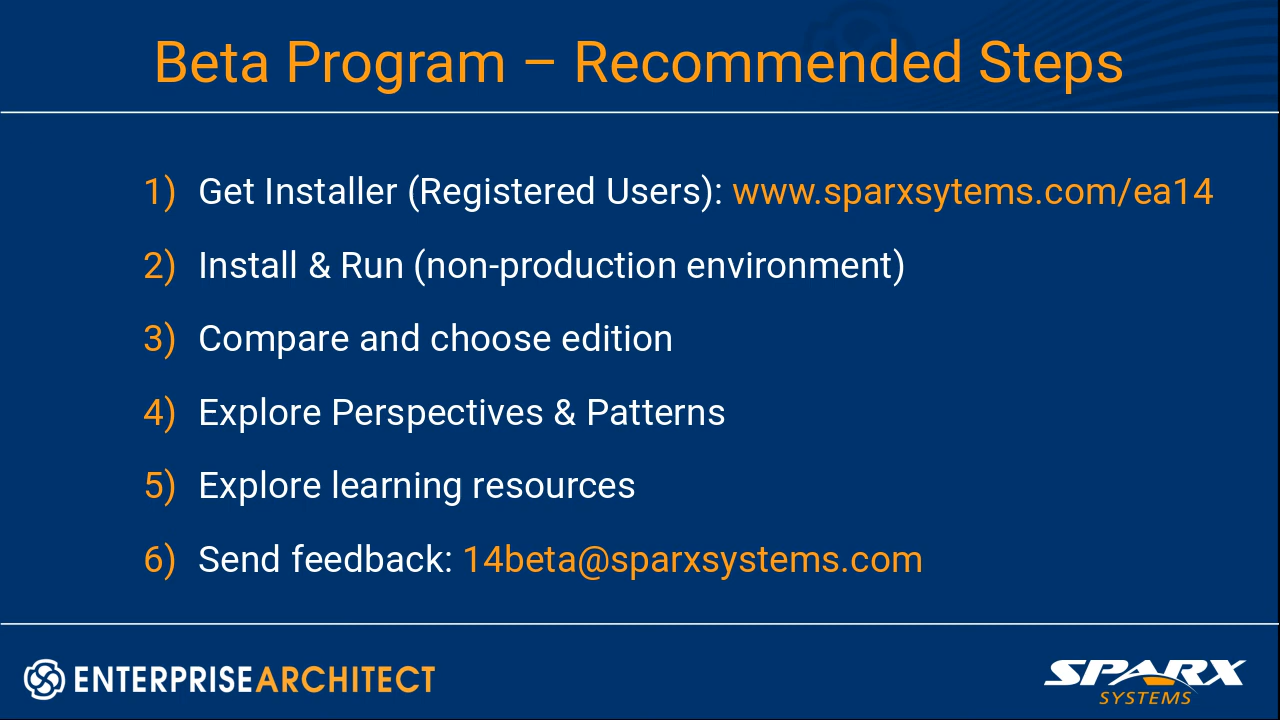 Beta Program – Recommended Steps
1) Get Installer (Registered Users): www.sparxsytems.com/ea14
2) Install & Run (non-production environment)
3) Compare and choose edition
4) Explore Perspectives & Patterns
5) Explore learning resources
6) Send feedback: 14beta@sparxsystems.com
ENTERPRISE ARCHITECT
SPARX
SYSTEMS